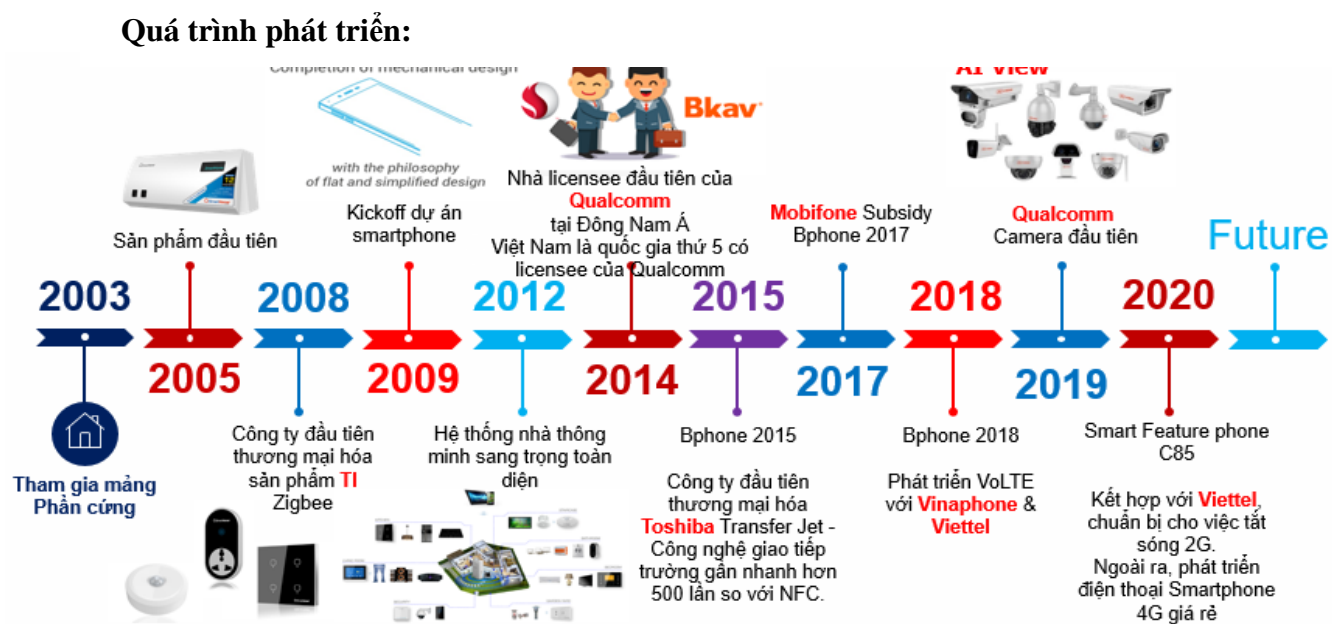 Quá trình phát triển:
Completion of mechanical design
with the philosophy
of flat and simplified design
Kickoff dự án
smartphone
Sản phẩm đầu tiên
Bkav
Nhà licensee đầu tiên của
Qualcomm
tại Đông Nam Á
Việt Nam là quốc gia thứ 5 có
licensee của Qualcomm
Mobifone Subsidy
Bphone 2017
AI View
Qualcomm
Camera đầu tiên
Future
2003
2005
2008
2009
2012
2014
2015
2017
2018
2019
2020
Tham gia mảng
Phần cứng
Công ty đầu tiên
thương mại hóa
sản phẩm TI
Zigbee
Hệ thống nhà thông
minh sang trọng toàn
diện
Bphone 2015
Công ty đầu tiên
thương mại hóa
Toshiba Transfer Jet -
Công nghệ giao tiếp
trường gần nhanh hơn
500 lần so với NFC.
Bphone 2018
Phát triển VoLTE
với Vinaphone &
Viettel
Smart Feature phone
C85
Kết hợp với Viettel,
chuẩn bị cho việc tắt
sóng 2G.
Ngoài ra, phát triển
điện thoại Smartphone
4G giá rẻ